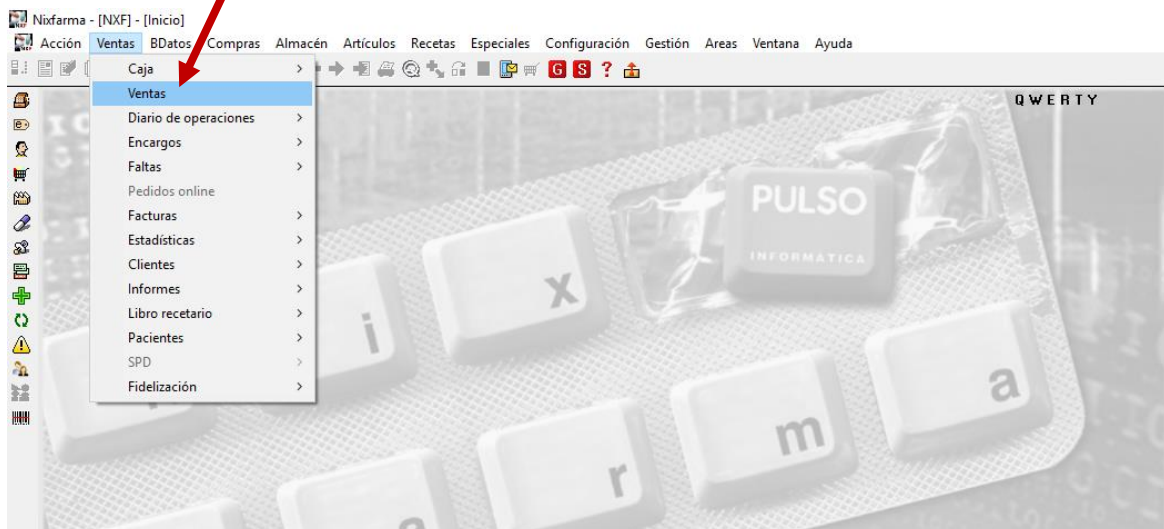 Nixfarma - [NXF] - [Inicio]
Acción Ventas BDatos Compras Almacén Artículos Recetas Especiales Configuración Gestión Areas Ventana Ayuda
G S ?
Caja
Ventas
Diario de operaciones
Encargos
Faltas
Pedidos online
Facturas
Estadísticas
Clientes
Informes
Libro recetario
Pacientes
SPD
Fidelización
QWERTY
PULSO
INFORMATICA
i x
r m a